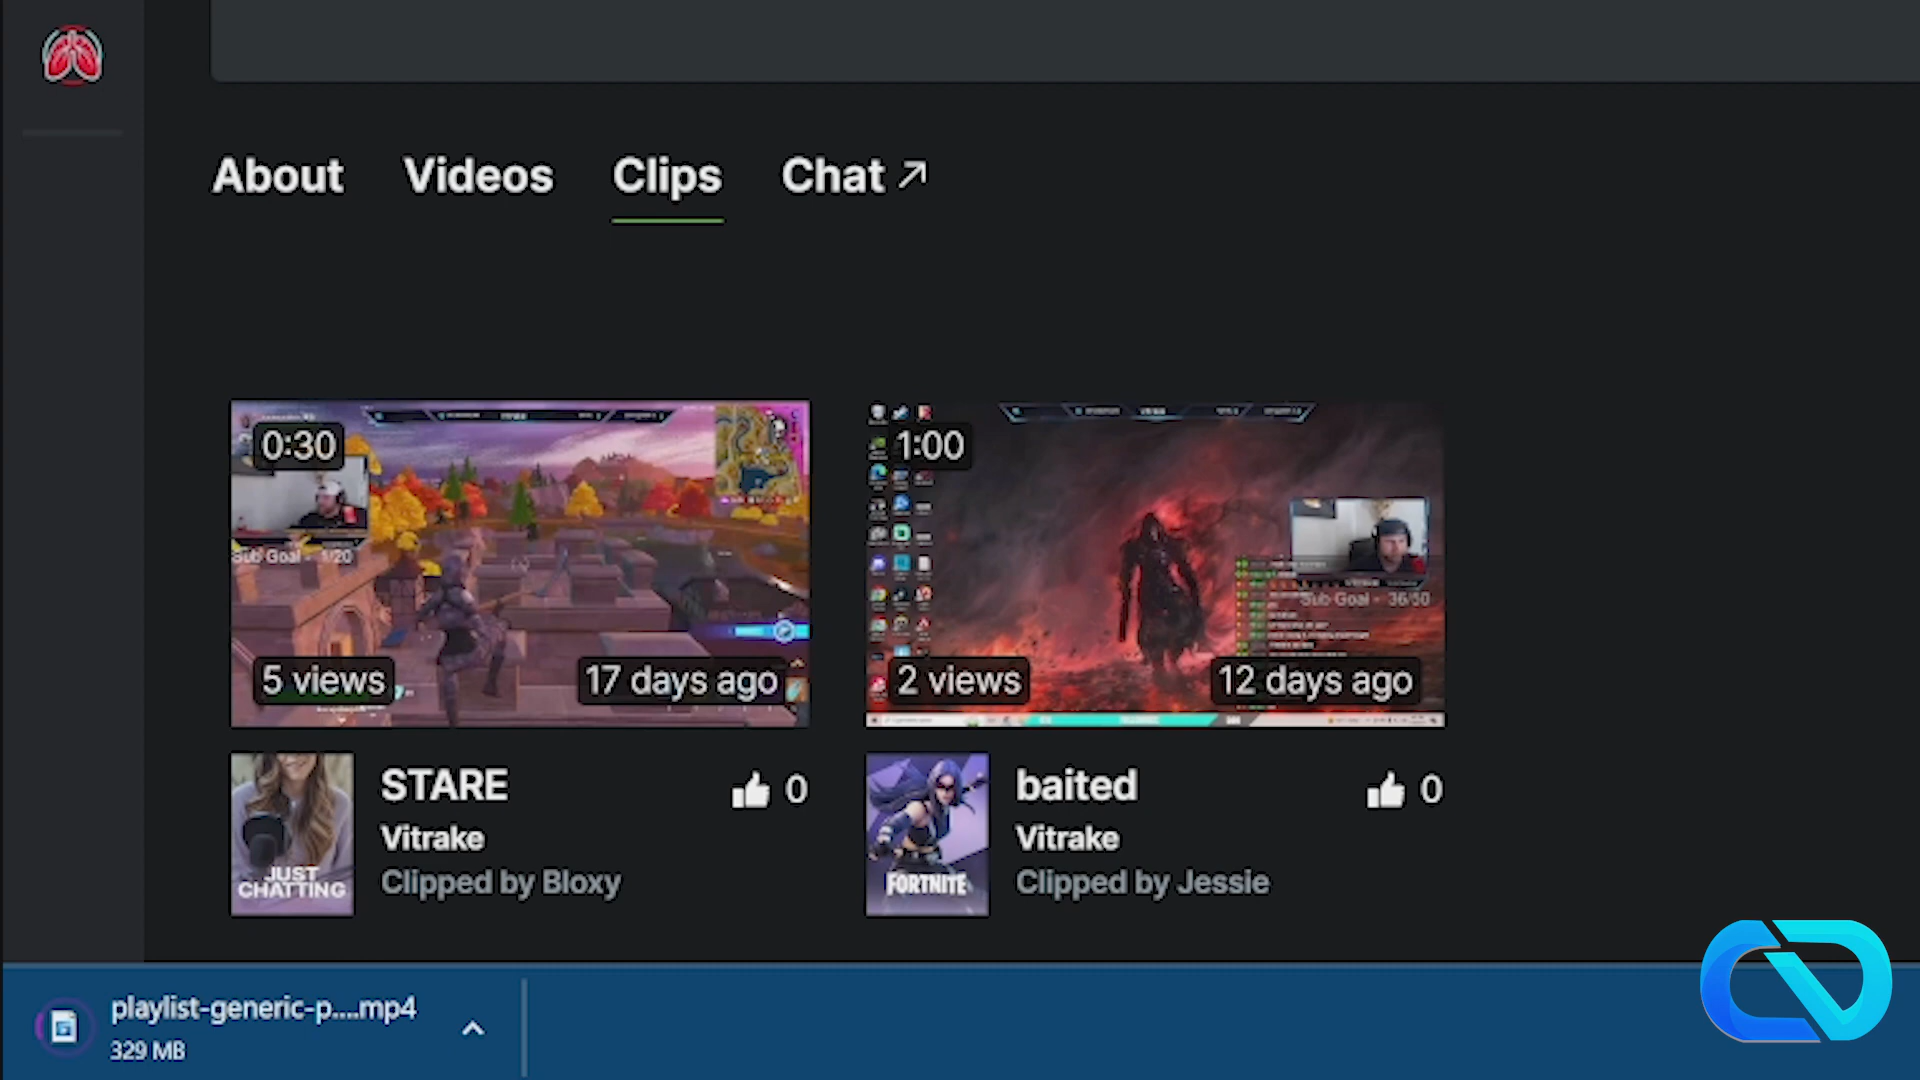 About Videos Clips Chat
0:30
Sub Goal - 1/20
5 views
17 days ago
1:00
Sub Goal - 36/50
2 views
12 days ago
JUST
CHATTING
STARE
0
Vitrake
Clipped by Bloxy
FORTNITE
baited
0
Vitrake
Clipped by Jessie
playlist-generic-p....mp4
329 MB